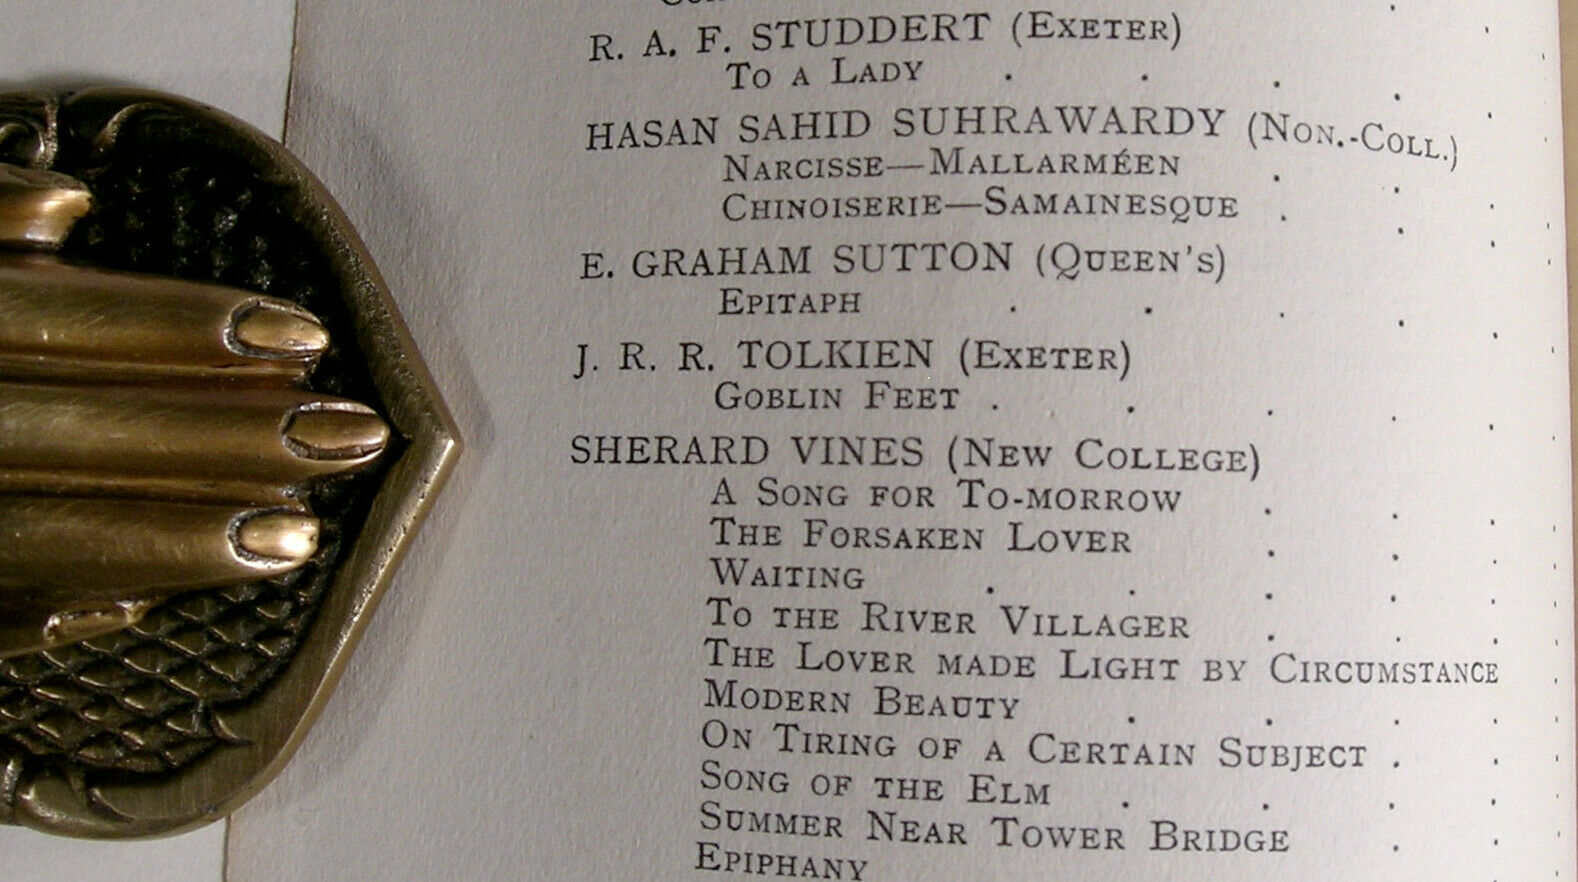 R. A. F. STUDDERT (EXETER)
TO A LADY . . . .
HASAN SAHID SUHRAWARDY (NON.-COLL.)
NARCISSE—MALLARMÉEN . . .
CHINOISERIE—SAMAINESQUE . . .
E. GRAHAM SUTTON (QUEEN'S)
EPITAPH . . . . .
J. R. R. TOLKIEN (EXETER)
GOBLIN FEET . . . . .
SHERARD VINES (NEW COLLEGE)
A SONG FOR TO-MORROW . . .
THE FORSAKEN LOVER . . .
WAITING . . . . .
TO THE RIVER VILLAGER . . .
THE LOVER MADE LIGHT BY CIRCUMSTANCE
MODERN BEAUTY . . . .
ON TIRING OF A CERTAIN SUBJECT . .
SONG OF THE ELM . . . .
SUMMER NEAR TOWER BRIDGE . .
EPIPHANY